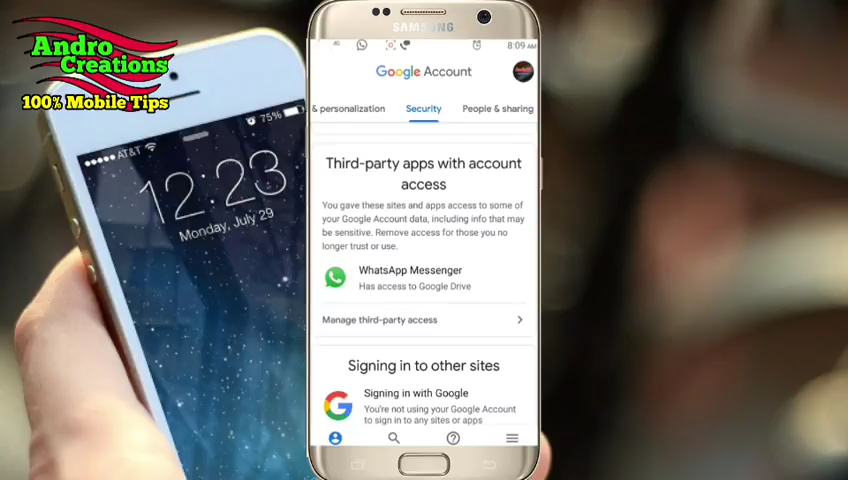 Andro
Creations
100% Mobile Tips
75%
AT&T
12:23
Monday, July 29
SAMSUNG
4G
8:09 AM
Google Account
& personalization
Security
People & sharing
Third-party apps with account
access
You gave these sites and apps access to some of
your Google Account data, including info that may
be sensitive. Remove access for those you no
longer trust or use.
WhatsApp Messenger
Has access to Google Drive
Manage third-party access
Signing in to other sites
Signing in with Google
You're not using your Google Account
to sign in to any sites or apps